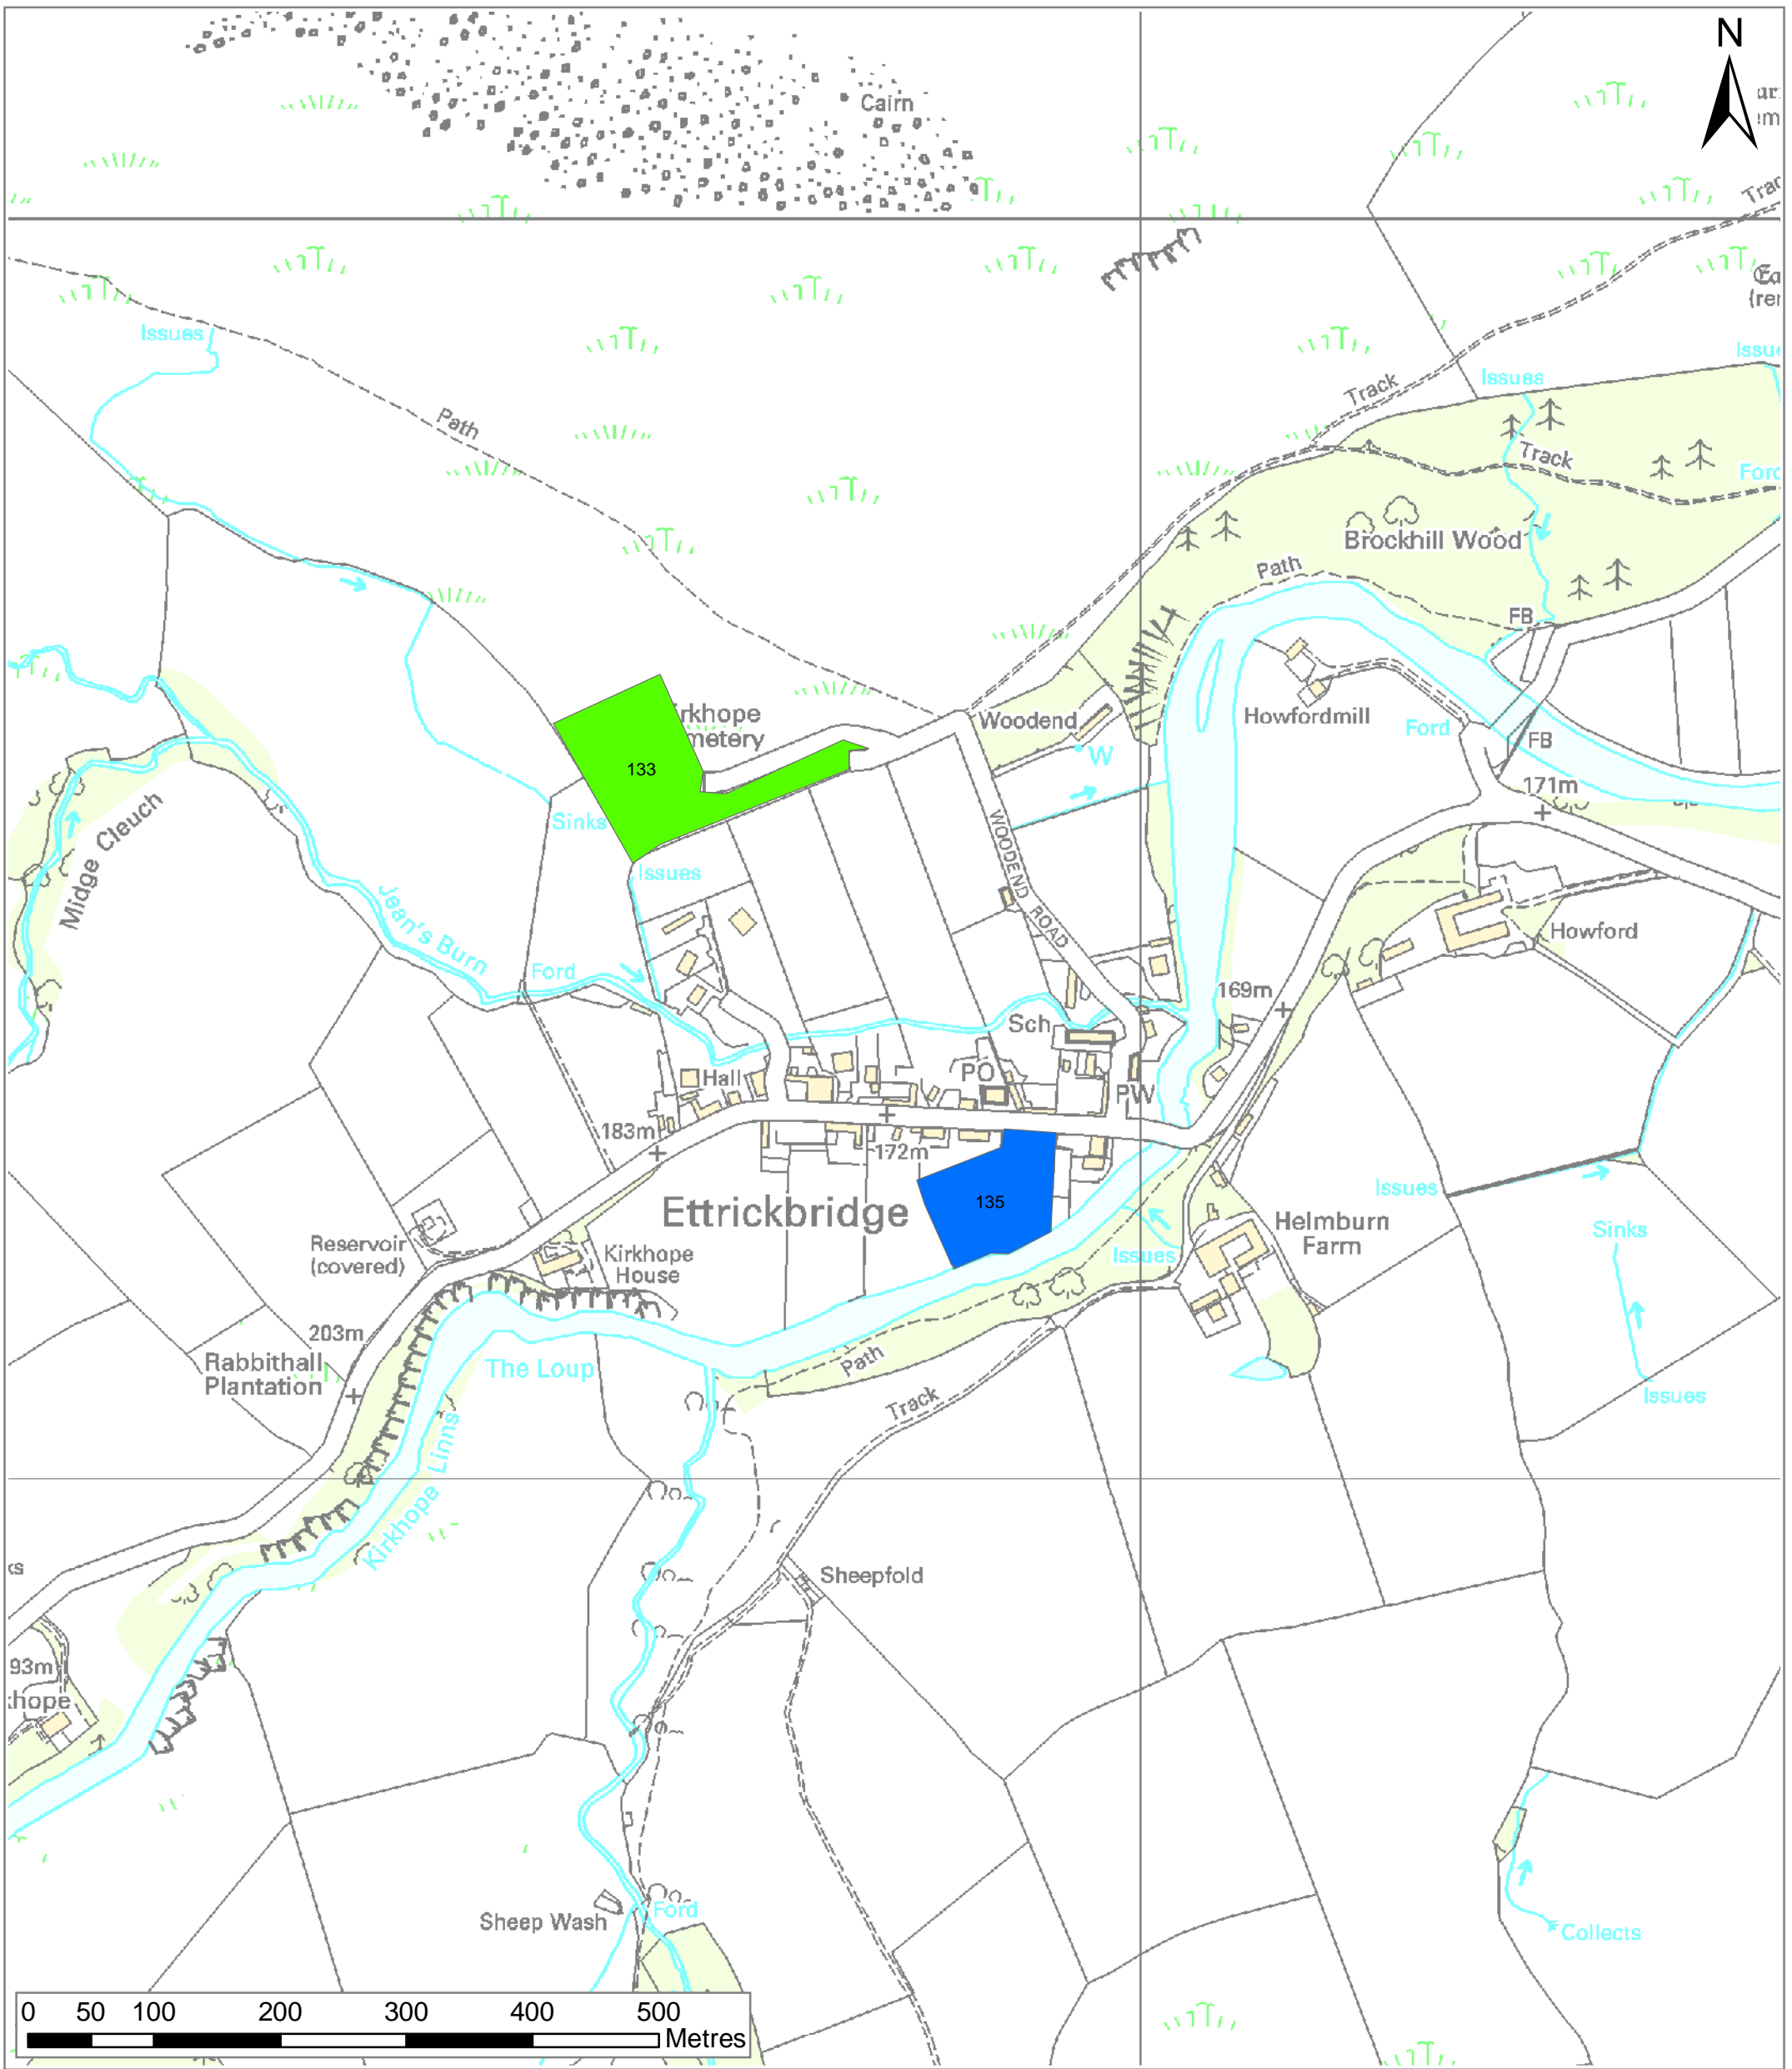 N
Cairn
Track
Issues
Path
Issues
Track
Track
Ford
Brockhill Wood
Path
FB
Woodend
W
Howfordmill
Ford
FB
171m
133
Sinks
Issues
Midge Cleuch
Jean's Burn
Ford
WOODEND ROAD
Howford
169m
Sch
Hall
PO
PW
183m
172m
Ettrickbridge
135
Issues
Sinks
Issues
Issues
Helmburn
Farm
Reservoir
(covered)
Kirkhope
House
203m
Rabbithall
Plantation
The Loup
Path
Track
Kirkhope Linns
Sheepfold
93m
Sheep Wash
Ford
Collects
0 50 100 200 300 400 500
Metres